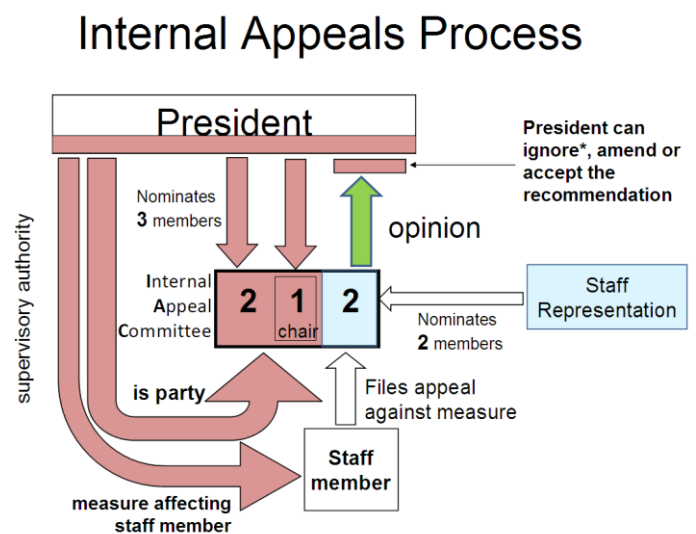 Internal Appeals Process
President
President can
ignore*, amend or
accept the
recommendation
Nominates
3 members
opinion
supervisory authority
Internal
Appeal
Committee
2
1
chair
2
Staff
Representation
Nominates
2 members
is party
Files appeal
against measure
Staff
member
measure affecting
staff member